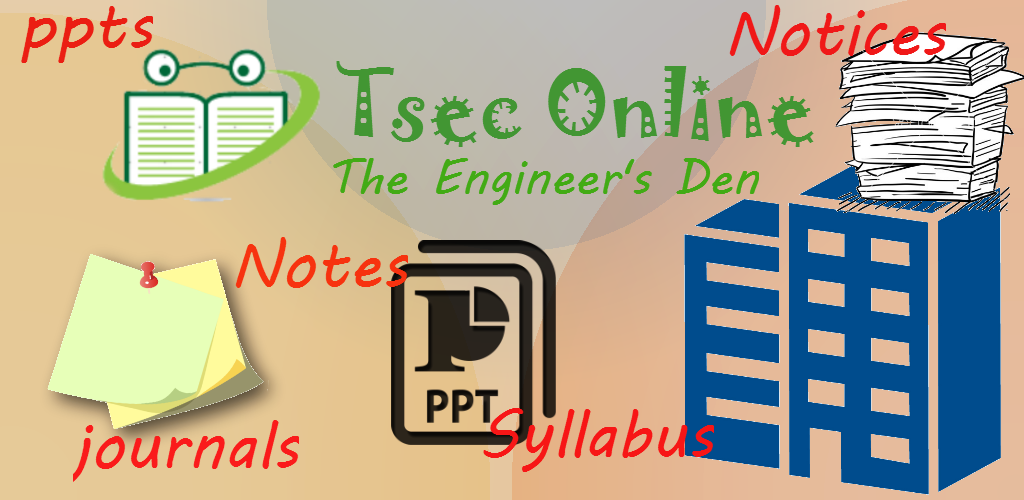 ppts
Notices
Tsec Online
The Engineer's Den
Notes
P
PPT
Syllabus
journals